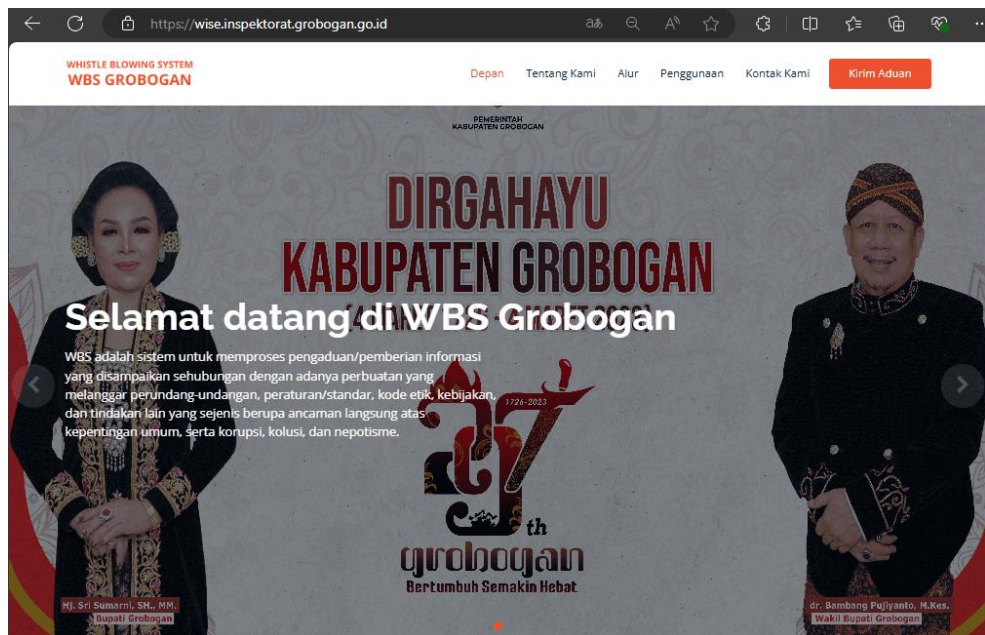 https://wise.inspektorat.grobogan.go.id
WHISTLE BLOWING SYSTEM
WBS GROBOGAN
Depan
Tentang Kami
Alur
Penggunaan
Kontak Kami
Kirim Aduan
PEMERINTAH
KABUPATEN GROBOGAN
DIRGAHAYU
KABUPATEN GROBOGAN
Selamat datang di WBS Grobogan
WBS adalah sistem untuk memproses pengaduan/pemberian informasi
yang disampaikan sehubungan dengan adanya perbuatan yang
melanggar perundang-undangan, peraturan/standar, kode etik, kebijakan,
dan tindakan lain yang sejenis berupa ancaman langsung atas
kepentingan umum, serta korupsi, kolusi, dan nepotisme.
1726-2023
297
th
grobogan
Bertumbuh Semakin Hebat
Hj. Sri Sumarni, SH., MM.
Bupati Grobogan
dr. Bambang Pujiyanto, M.Kes.
Wakil Bupati Grobogan